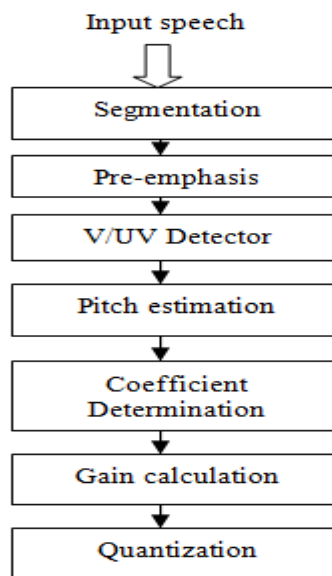 Input speech
Segmentation
Pre-emphasis
V/UV Detector
Pitch estimation
Coefficient
Determination
Gain calculation
Quantization